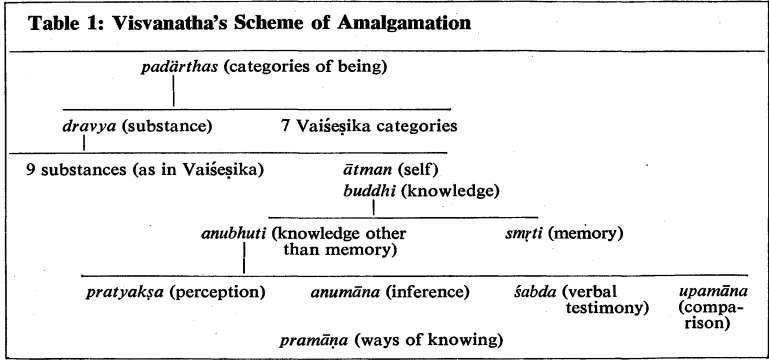 Table 1: Visvanatha's Scheme of Amalgamation
padärthas (categories of being)
dravya (substance) 7 Vaiśeṣika categories
9 substances (as in Vaiśeṣika) ātman (self)
buddhi (knowledge)
anubhuti (knowledge other than memory) smṛti (memory)
pratyakṣa (perception) anumāna (inference) śabda (verbal testimony) upamāna (compa-rison)
pramāṇa (ways of knowing)